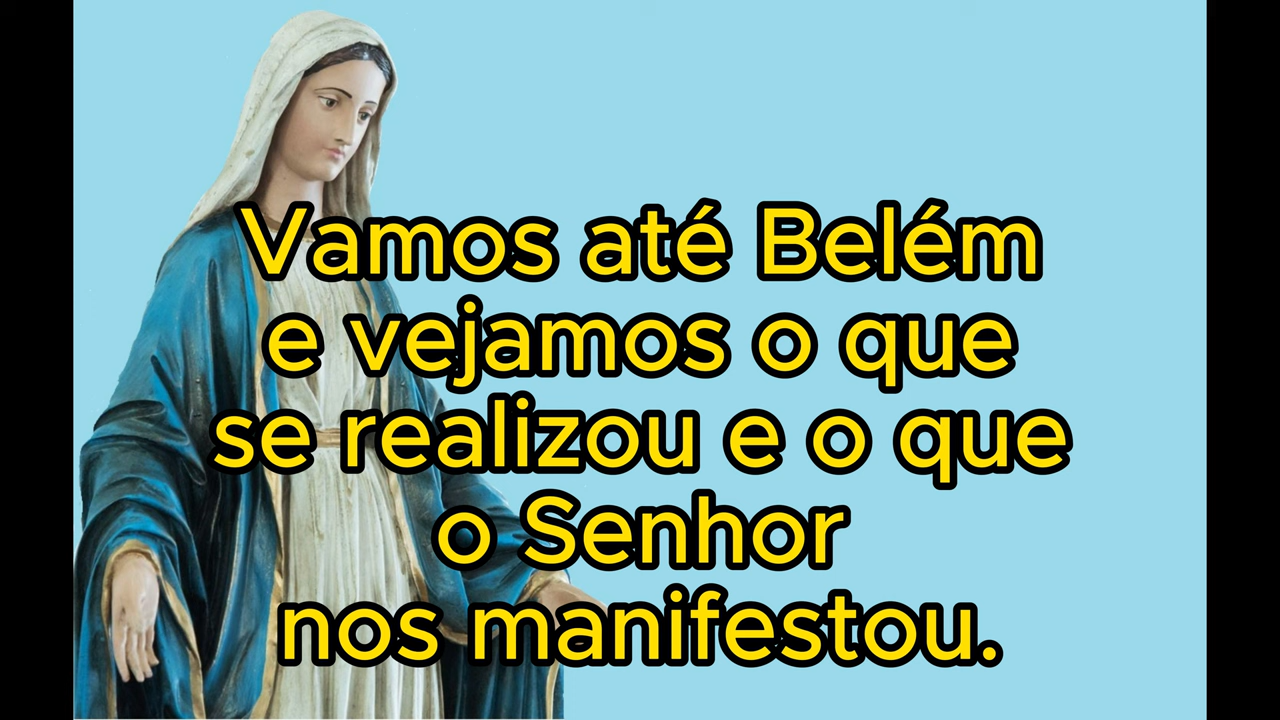 Vamos até Belém
e vejamos o que
se realizou e o que
o Senhor
nos manifestou.